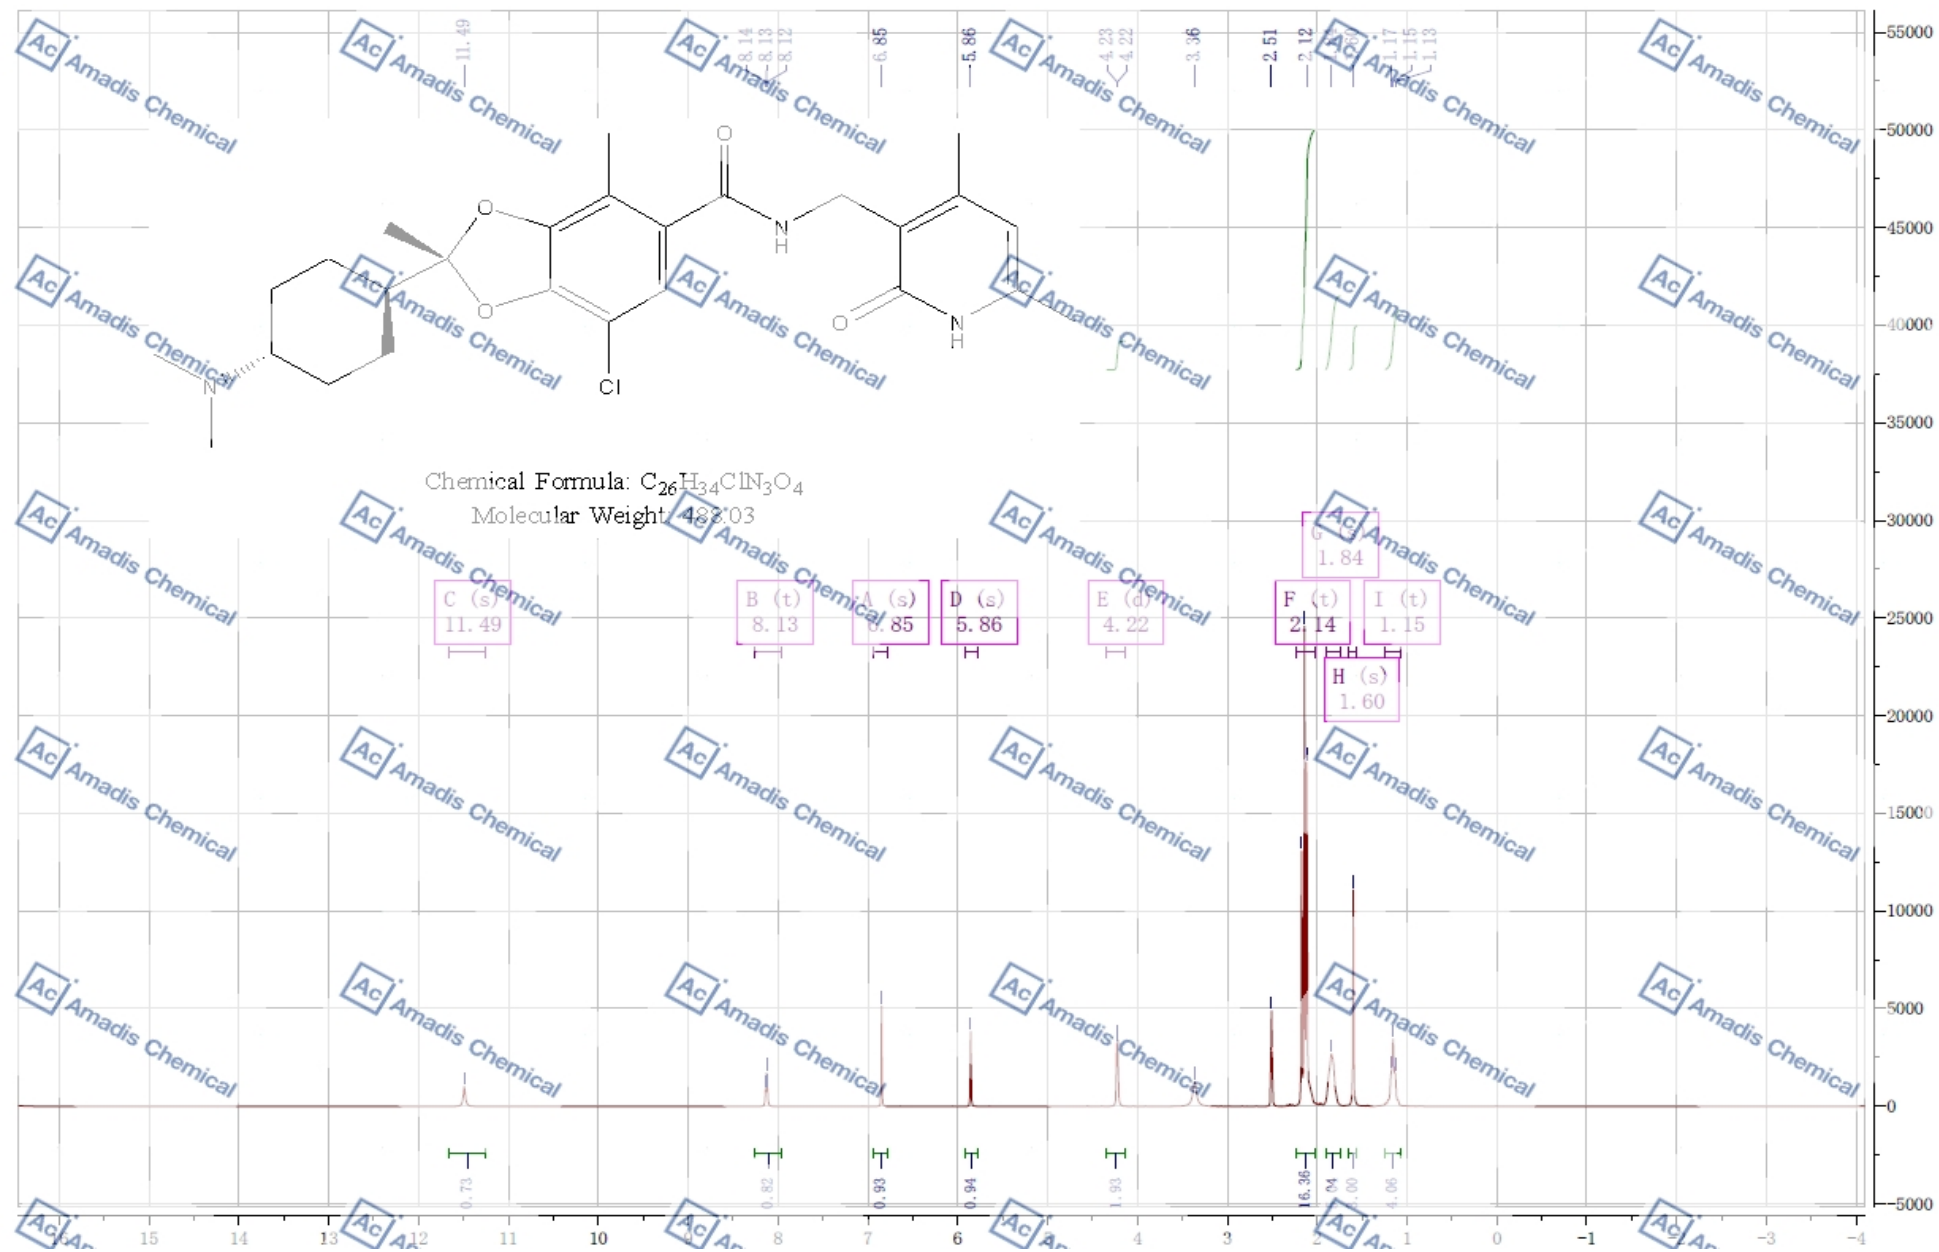 11.49
8.14
8.13
8.12
6.85
5.86
4.23
4.22
3.36
2.51
2.12
1.17
1.15
1.13
O
O
O
N
H
O
N
H
N
Cl
Chemical Formula: C26H34ClN3O4
Molecular Weight: 488.03
G (s)
1.84
C (s)
11.49
B (t)
8.13
A (s)
6.85
D (s)
5.86
E (d)
4.22
F (t)
2.14
I (t)
1.15
H (s)
1.60
55000
50000
45000
40000
35000
30000
25000
20000
15000
10000
5000
0
-5000
0.73
0.82
0.93
0.94
1.93
16.36
4.06
16 15 14 13 12 11 10 9 8 7 6 5 4 3 2 1 0 -1 -2 -3 -4
Ac Amadis Chemical